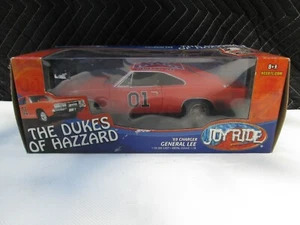 01
THE DUKES
OF HAZZARD
'69 CHARGER
GENERAL LEE
JOY RIDE